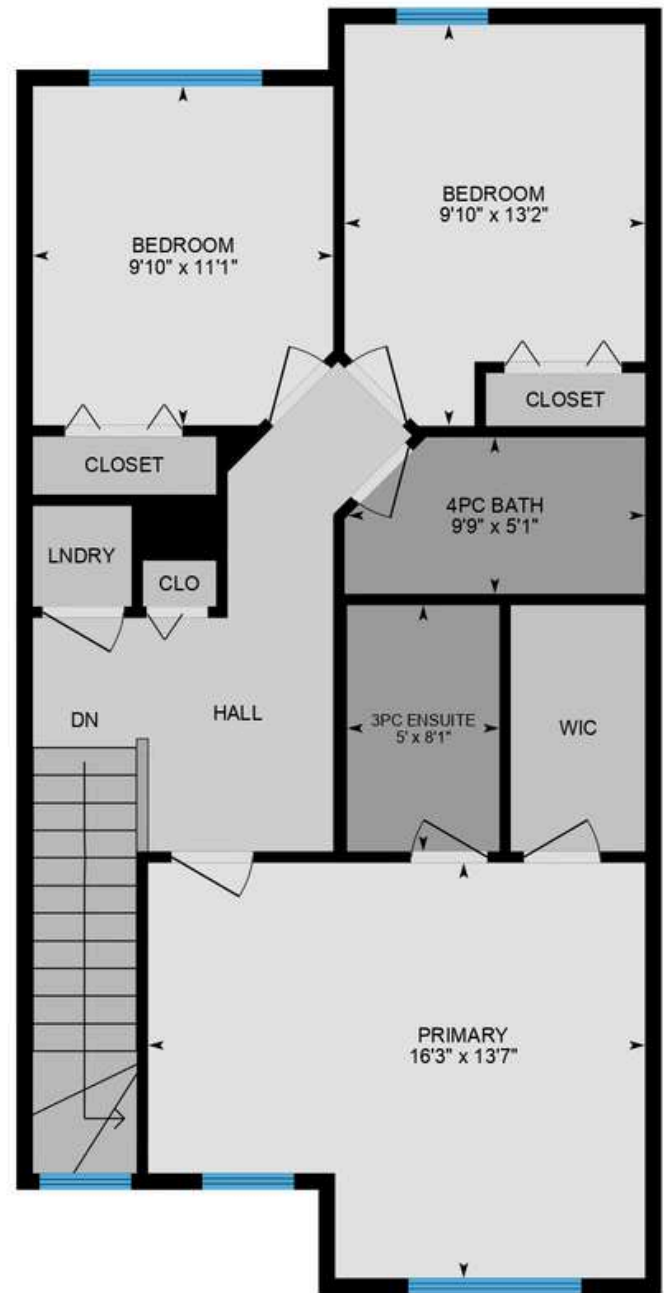 BEDROOM
9'10" x 13'2"
BEDROOM
9'10" x 11'1"
CLOSET
CLOSET
4PC BATH
9'9" x 5'1"
LNDRY
CLO
DN
HALL
3PC ENSUITE
5' x 8'1"
WIC
PRIMARY
16'3" x 13'7"